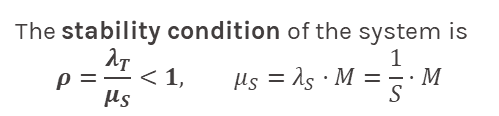 The stability condition of the system is
ρ = λ_T / μ_S < 1, μ_S = λ_S · M = 1/S · M